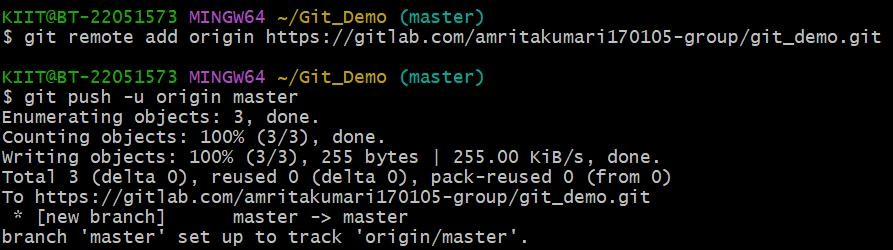 KIIT@BT-22051573 MINGW64 ~/Git_Demo (master)
$ git remote add origin https://gitlab.com/amritakumari170105-group/git_demo.git
KIIT@BT-22051573 MINGW64 ~/Git_Demo (master)
$ git push -u origin master
Enumerating objects: 3, done.
Counting objects: 100% (3/3), done.
Writing objects: 100% (3/3), 255 bytes | 255.00 KiB/s, done.
Total 3 (delta 0), reused 0 (delta 0), pack-reused 0 (from 0)
To https://gitlab.com/amritakumari170105-group/git_demo.git
 * [new branch]      master -> master
branch 'master' set up to track 'origin/master'.